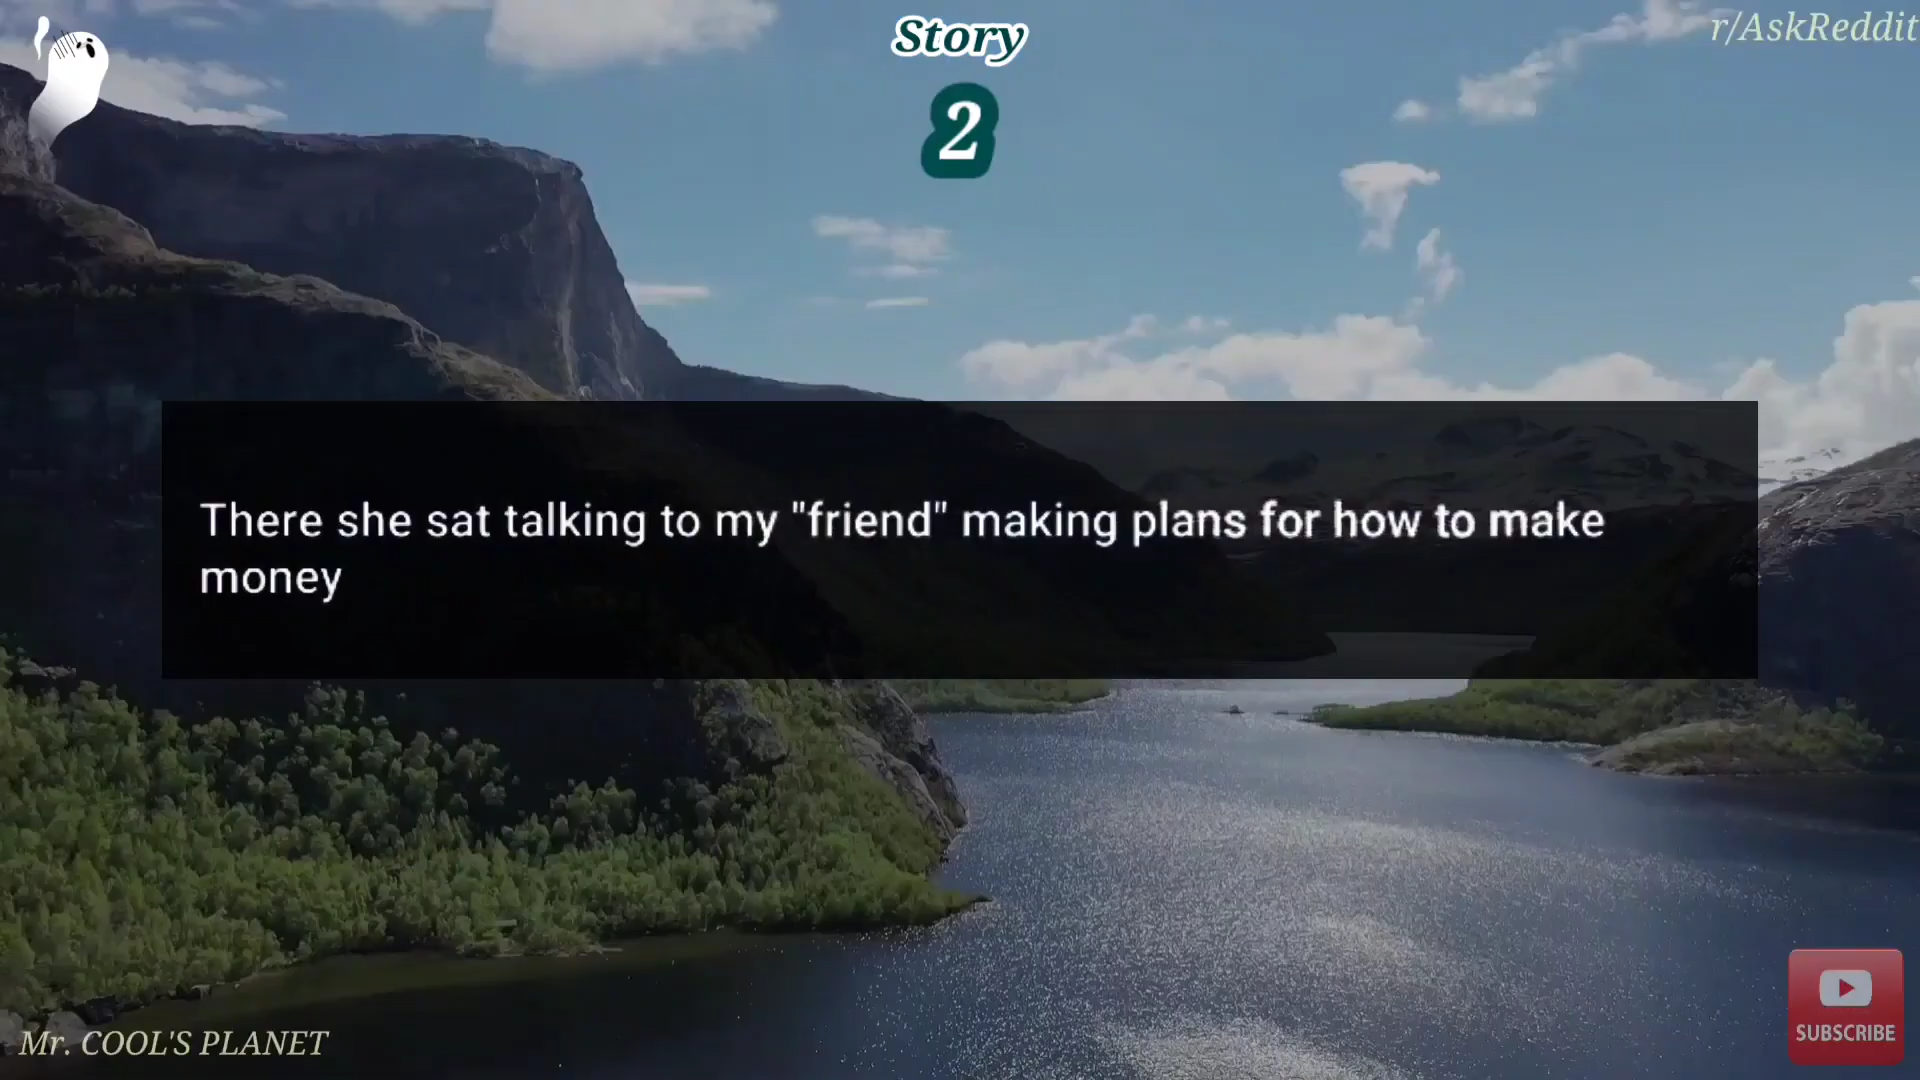 Story
r/AskReddit
2
There she sat talking to my "friend" making plans for how to make
money
Mr. COOL'S PLANET
SUBSCRIBE